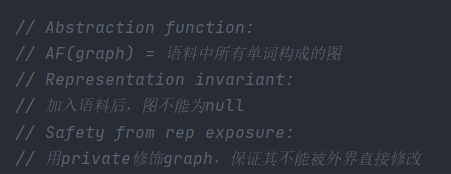 // Abstraction function:
// AF(graph) = 语料中所有单词构成的图
// Representation invariant:
// 加入语料后，图不能为null
// Safety from rep exposure:
// 用private修饰graph，保证其不能被外界直接修改